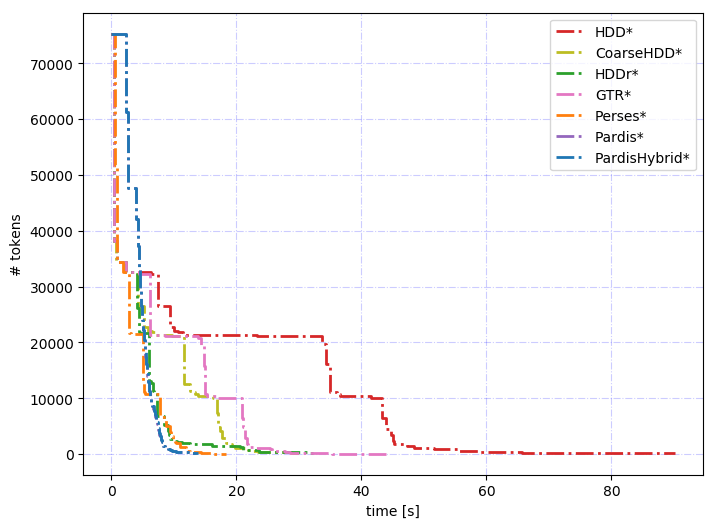 HDD*
CoarseHDD*
HDDr*
GTR*
Perses*
Pardis*
PardisHybrid*
# tokens
70000
60000
50000
40000
30000
20000
10000
0
0 20 40 60 80
time [s]